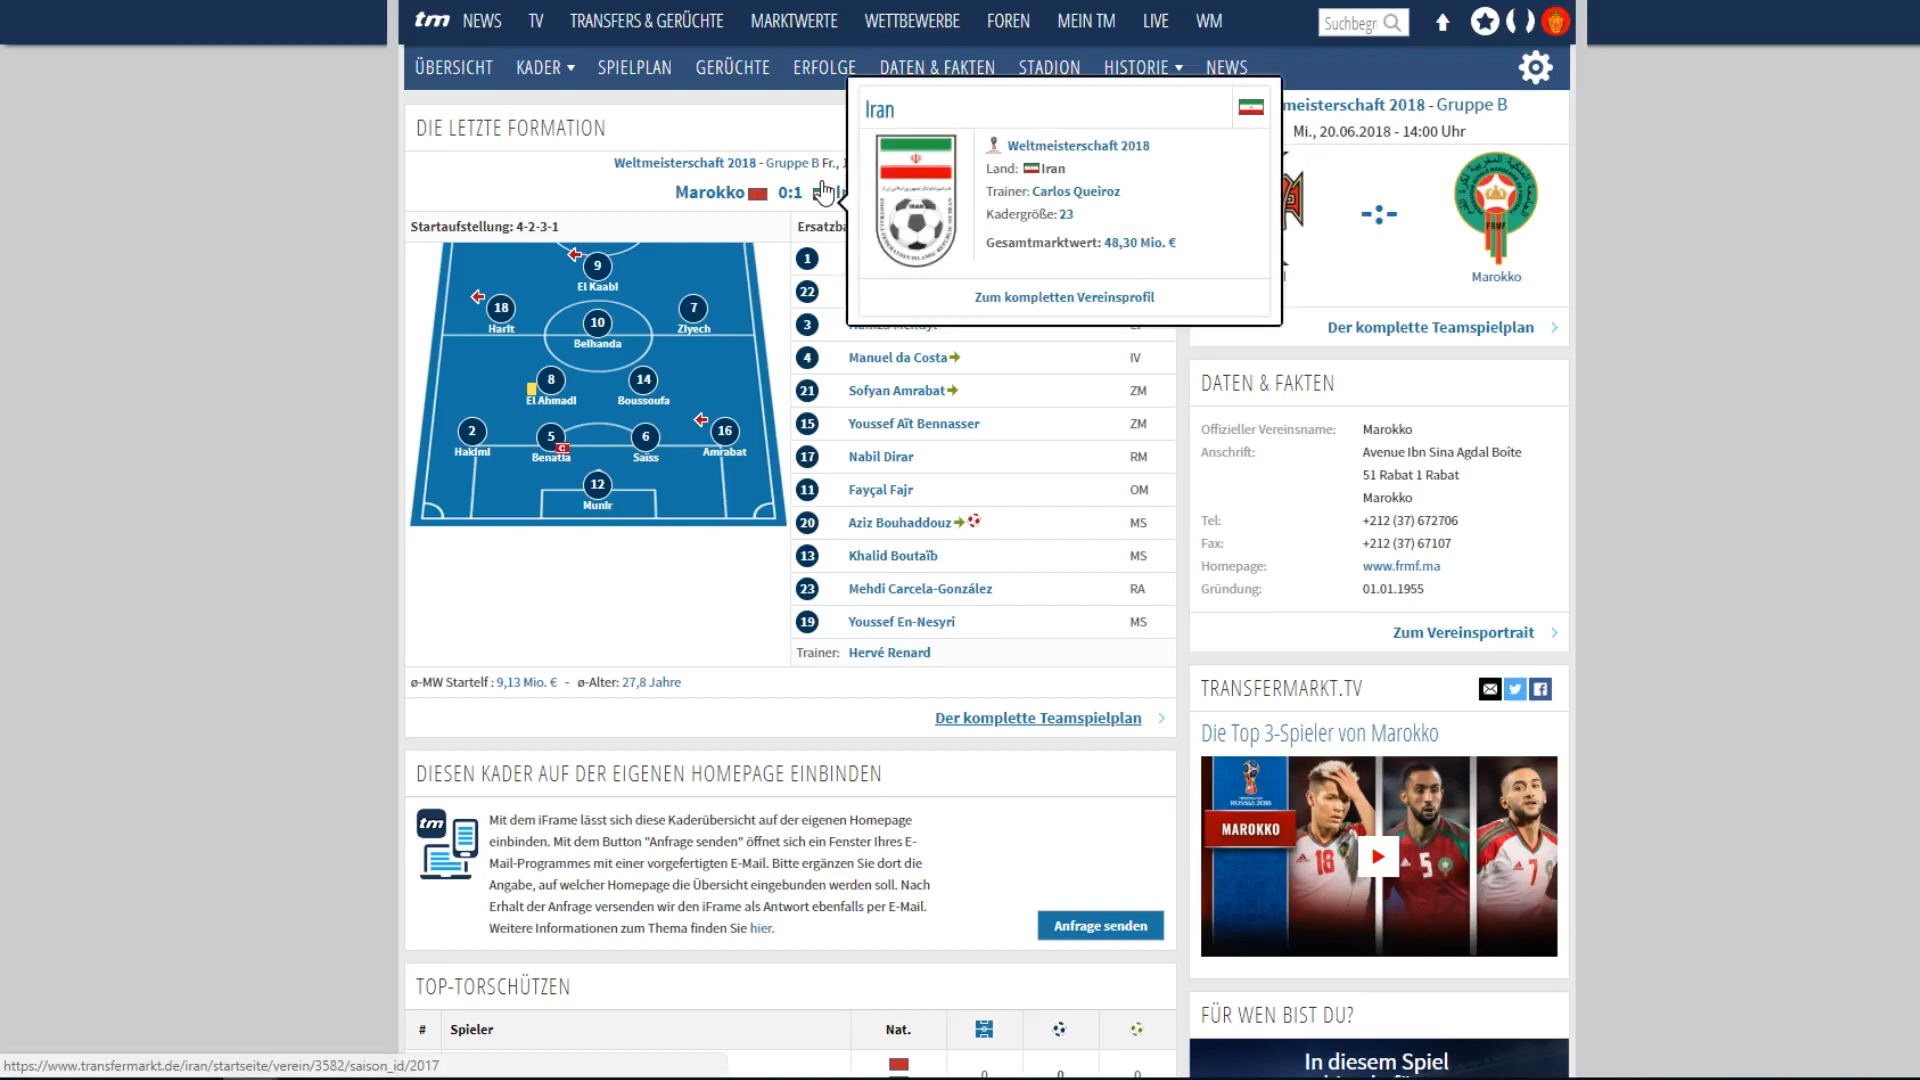 tm NEWS TV TRANSFERS & GERÜCHTE MARKTWERTE WETTBEWERBE FOREN MEIN TM LIVE WM
ÜBERSICHT KADER SPIELPLAN GERÜCHTE ERFOLGE DATEN & FAKTEN STADION HISTORIE NEWS
DIE LETZTE FORMATION
Weltmeisterschaft 2018 - Gruppe B Fr.,
Marokko 0:1
Startaufstellung: 4-2-3-1
9
El Kaabi
18
Harit
7
Ziyech
10
Belhanda
8
El Ahmadi
14
Boussoufa
2
Hakimi
5
C
Benatia
6
Saïss
16
Amrabat
12
Munir
1
22
3
4 Manuel da Costa IV
21 Sofyan Amrabat ZM
15 Youssef Aït Bennasser ZM
17 Nabil Dirar RM
11 Fayçal Fajr OM
20 Aziz Bouhaddouz MS
13 Khalid Boutaïb MS
23 Mehdi Carcela-González RA
19 Youssef En-Nesyri MS
Trainer: Hervé Renard
ø-MW Startelf : 9,13 Mio. € - ø-Alter: 27,8 Jahre
Der komplette Teamspielplan
Iran
Weltmeisterschaft 2018
Land: Iran
Trainer: Carlos Queiroz
Kadergröße: 23
Gesamtmarktwert: 48,30 Mio. €
Zum kompletten Vereinsprofil
meisterschaft 2018 - Gruppe B
Mi., 20.06.2018 - 14:00 Uhr
-:-
FRMF
Marokko
Der komplette Teamspielplan
DATEN & FAKTEN
Offizieller Vereinsname: Marokko
Anschrift: Avenue Ibn Sina Agdal Boite
51 Rabat 1 Rabat
Marokko
Tel: +212 (37) 672706
Fax: +212 (37) 67107
Homepage: www.frmf.ma
Gründung: 01.01.1955
Zum Vereinsportrait
TRANSFERMARKT.TV
Die Top 3-Spieler von Marokko
RUSSIA 2018
MAROKKO
18
5
7
FÜR WEN BIST DU?
In diesem Spiel
DIESEN KADER AUF DER EIGENEN HOMEPAGE EINBINDEN
tm
Mit dem iFrame lässt sich diese Kaderübersicht auf der eigenen Homepage
einbinden. Mit dem Button "Anfrage senden" öffnet sich ein Fenster Ihres E-
Mail-Programmes mit einer vorgefertigten E-Mail. Bitte ergänzen Sie dort die
Angabe, auf welcher Homepage die Übersicht eingebunden werden soll. Nach
Erhalt der Anfrage versenden wir den iFrame als Antwort ebenfalls per E-Mail.
Weitere Informationen zum Thema finden Sie hier.
Anfrage senden
TOP-TORSCHÜTZEN
# Spieler Nat.
https://www.transfermarkt.de/iran/startseite/verein/3582/saison_id/2017